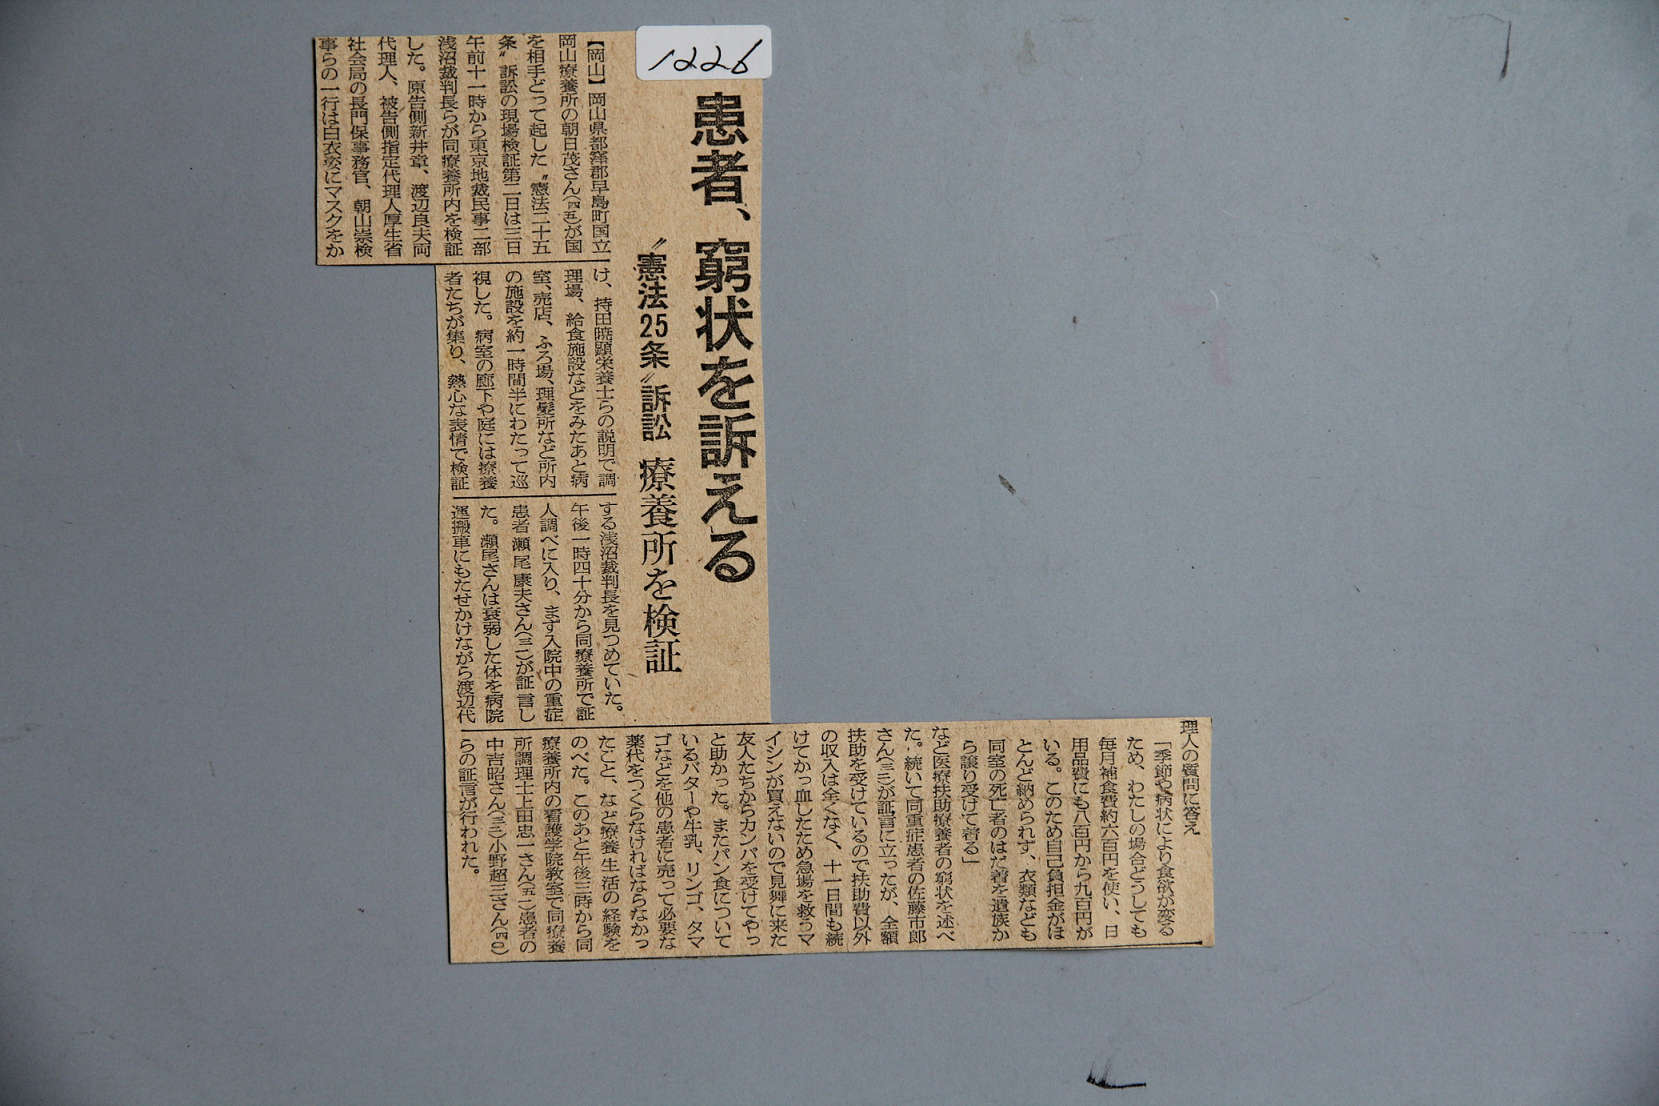 1226
患者、窮状を訴える
〝憲法25条〟訴訟 療養所を検証
【岡山】岡山県都窪郡早島町国立
岡山療養所の朝日茂さん(四五)が国
を相手どって起した〝憲法二十五
条〟訴訟の現場検証第二日は三日
午前十一時から東京地裁民事二部
浅沼裁判長らが同療養所内を検証
した。原告側新井章、渡辺良夫両
代理人、被告側指定代理人厚生省
社会局の長門保事務官、朝山崇検
事らの一行は白衣姿にマスクをか
け、持田暁顕栄養士らの説明で調
理場、給食施設などをみたあと病
室、売店、ふろ場、理髪所など所内
の施設を約一時間半にわたって巡
視した。病室の廊下や庭には療養
者たちが集り、熱心な表情で検証
する浅沼裁判長を見つめていた。
午後一時四十分から同療養所で証
人調べに入り、まず入院中の重症
患者瀬尾康夫さん(三一)が証言し
た。瀬尾さんは衰弱した体を病院
運搬車にもたせかけながら渡辺代
理人の質問に答え
「季節や病状により食欲が変る
ため、わたしの場合どうしても
毎月補食費約六百円を使い、日
用品費にも八百円から九百円が
いる。このため自己負担金がほ
とんど納められず、衣類なども
同室の死亡者のはだ着を遺族か
ら譲り受けて着る」
など医療扶助療養者の窮状を述べ
た。続いて同重症患者の佐藤市郎
さん(三三)が証言に立ったが、全額
扶助を受けているので扶助費以外
の収入は全くなく、十一日間も続
けてかっ血したため急場を救うマ
イシンが買えないので見舞に来た
友人たちからカンパを受けてやっ
と助かった。またパン食について
いるバターや牛乳、リンゴ、タマ
ゴなどを他の患者に売って必要な
薬代をつくらなければならなかっ
たこと、など療養生活の経験を
のべた。このあと午後三時から同
療養所内の看護学院教室で同療養
所調理士上田忠一さん(五一)患者の
中吉昭さん(三三)小野超三さん(四〇)
らの証言が行われた。